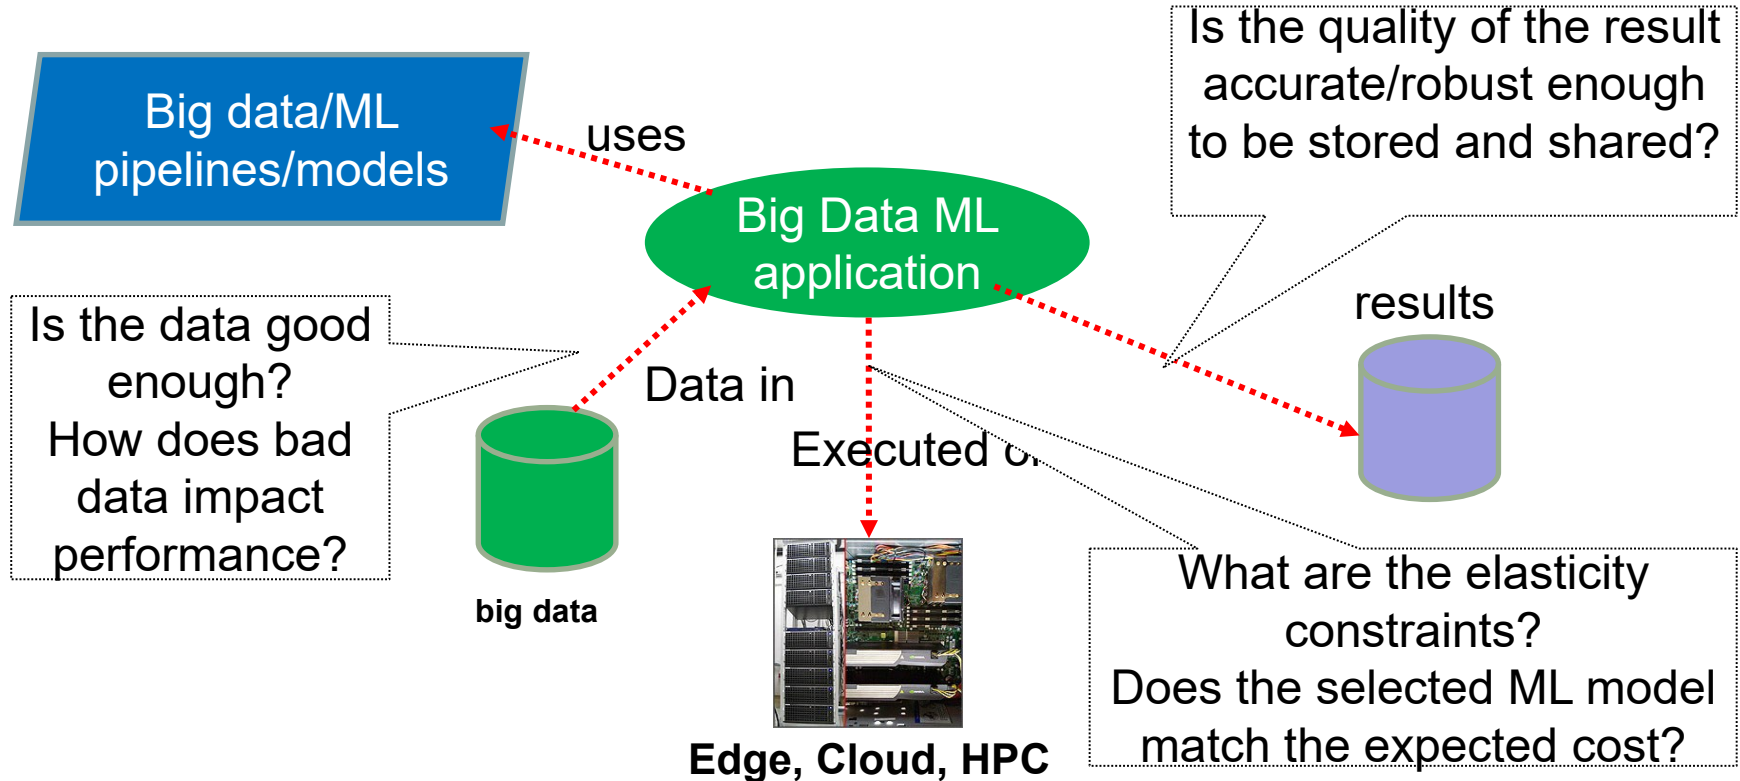 Is the quality of the result
accurate/robust enough
to be stored and shared?
Big data/ML
pipelines/models
uses
Big Data ML
application
Is the data good
enough?
How does bad
data impact
performance?
Data in
Executed
results
big data
What are the elasticity
constraints?
Does the selected ML model
match the expected cost?
Edge, Cloud, HPC